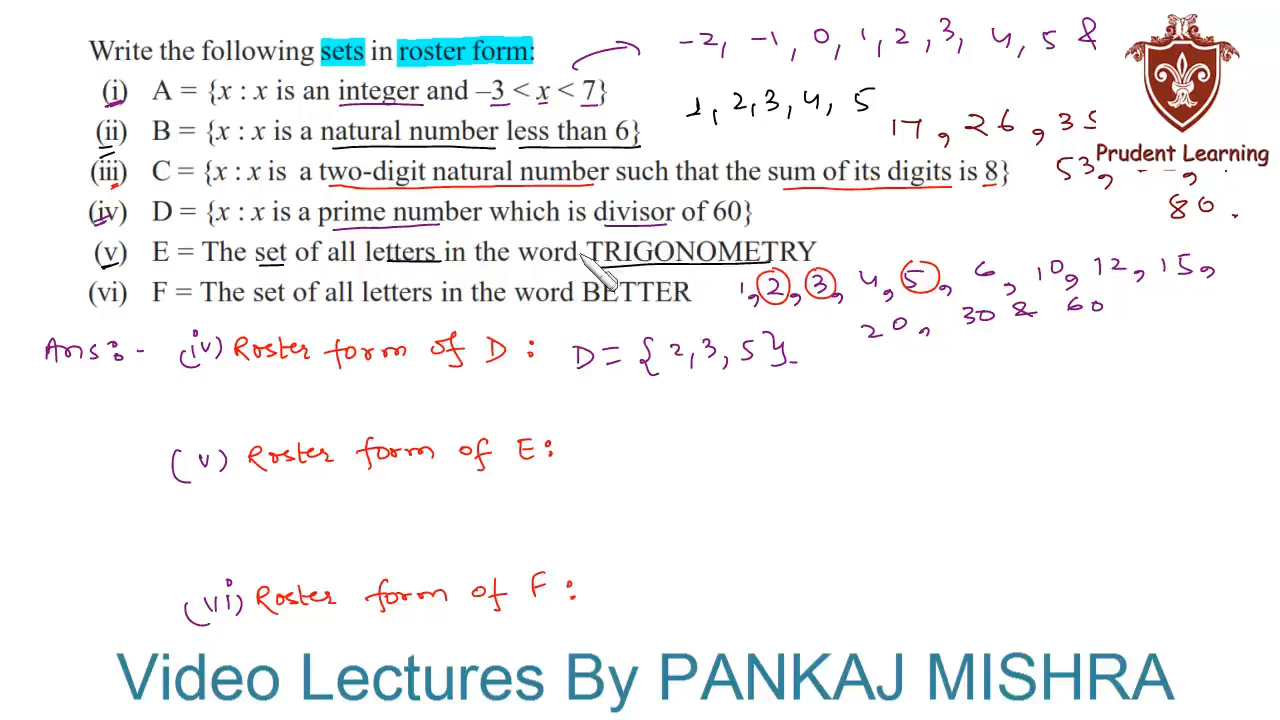 Write the following sets in roster form:
-2, -1, 0, 1, 2, 3, 4, 5 &
(i) A = {x : x is an integer and –3 < x < 7}
1, 2, 3, 4, 5
(ii) B = {x : x is a natural number less than 6}
17, 26, 35
Prudent Learning
(iii) C = {x : x is a two-digit natural number such that the sum of its digits is 8}
53, - - ,
80.
(iv) D = {x : x is a prime number which is divisor of 60}
(v) E = The set of all letters in the word TRIGONOMETRY
(vi) F = The set of all letters in the word BETTER
1, 2, 3, 4, 5, 6, 10, 12, 15,
20, 30 & 60
Ans:- (iv) Roster form of D : D = { 2, 3, 5 }.
(v) Roster form of E:
(vi) Roster form of F :
Video Lectures By PANKAJ MISHRA